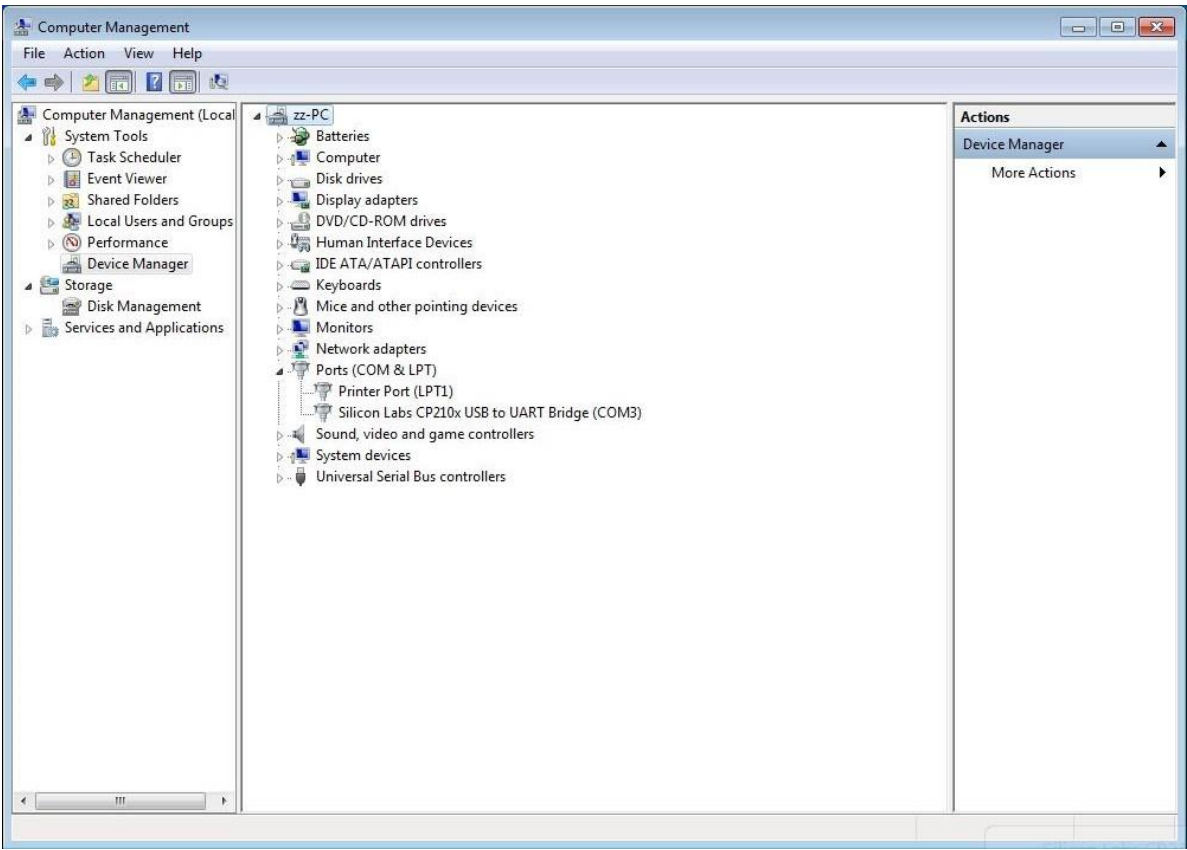 Computer Management
File Action View Help
Computer Management (Local
System Tools
Task Scheduler
Event Viewer
Shared Folders
Local Users and Groups
Performance
Device Manager
Storage
Disk Management
Services and Applications
zz-PC
Batteries
Computer
Disk drives
Display adapters
DVD/CD-ROM drives
Human Interface Devices
IDE ATA/ATAPI controllers
Keyboards
Mice and other pointing devices
Monitors
Network adapters
Ports (COM & LPT)
Printer Port (LPT1)
Silicon Labs CP210x USB to UART Bridge (COM3)
Sound, video and game controllers
System devices
Universal Serial Bus controllers
Actions
Device Manager
More Actions